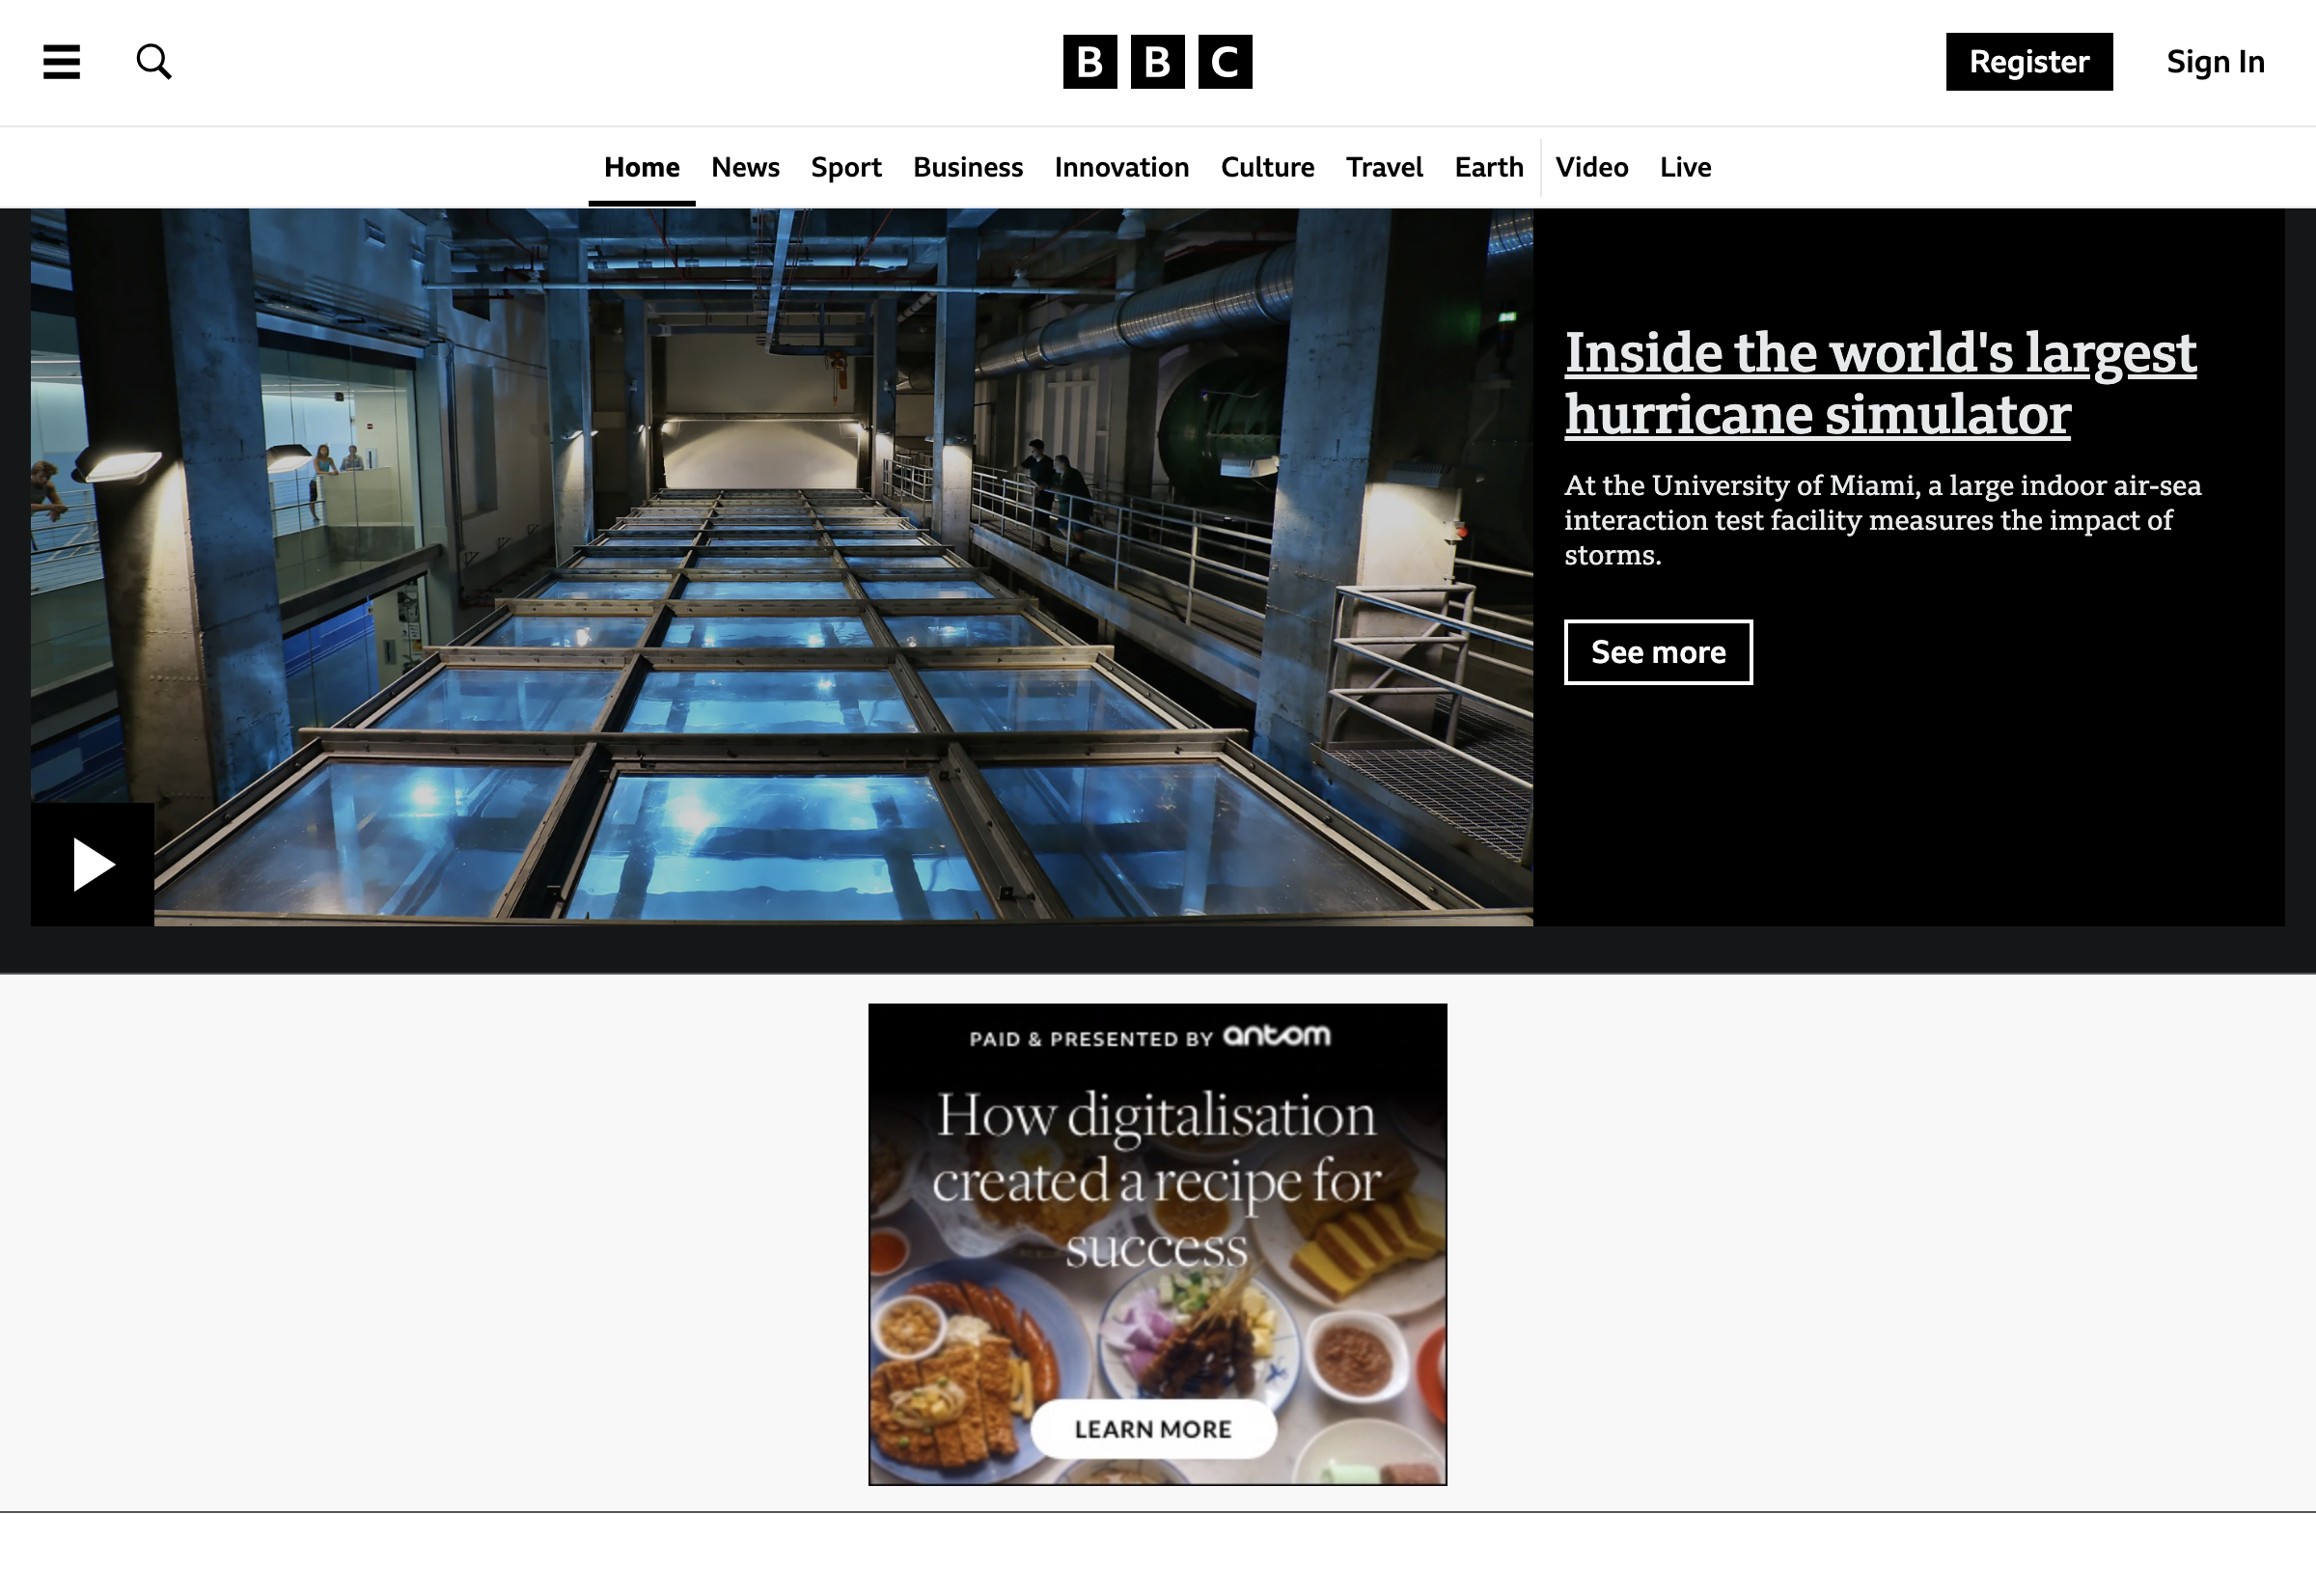 BBC
Register
Sign In
Home News Sport Business Innovation Culture Travel Earth Video Live
Inside the world's largest
hurricane simulator
At the University of Miami, a large indoor air-sea
interaction test facility measures the impact of
storms.
See more
PAID & PRESENTED BY antom
How digitalisation
created a recipe for
success
LEARN MORE